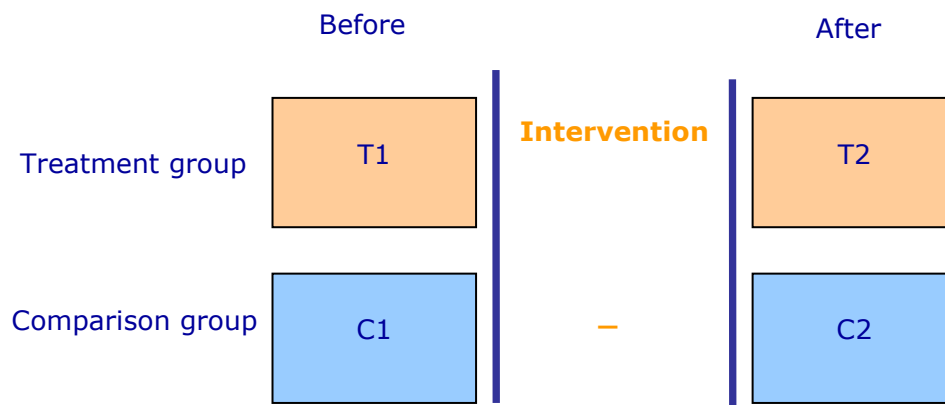 Before
After
Treatment group
T1
Intervention
T2
Comparison group
C1
–
C2